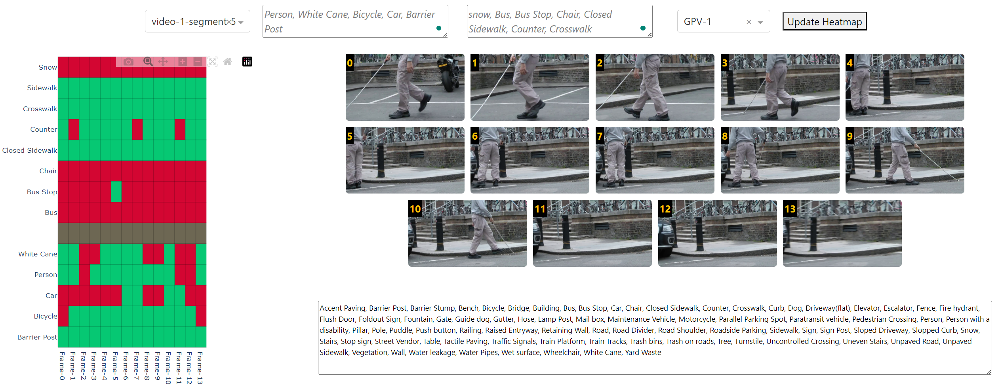 video-1-segment-5
Person, White Cane, Bicycle, Car, Barrier
Post
snow, Bus, Bus Stop, Chair, Closed
Sidewalk, Counter, Crosswalk
GPV-1
Update Heatmap
Snow
Sidewalk
Crosswalk
Counter
Closed Sidewalk
Chair
Bus Stop
Bus
White Cane
Person
Car
Bicycle
Barrier Post
Frame-0
Frame-1
Frame-2
Frame-3
Frame-4
Frame-5
Frame-6
Frame-7
Frame-8
Frame-9
Frame-10
Frame-11
Frame-12
Frame-13
0
1
2
3
4
5
6
7
8
9
10
11
12
13
Accent Paving, Barrier Post, Barrier Stump, Bench, Bicycle, Bridge, Building, Bus, Bus Stop, Car, Chair, Closed Sidewalk, Counter, Crosswalk, Curb, Dog, Driveway(flat), Elevator, Escalator, Fence, Fire hydrant,
Flush Door, Foldout Sign, Fountain, Gate, Guide dog, Gutter, Hose, Lamp Post, Mail box, Maintenance Vehicle, Motorcycle, Parallel Parking Spot, Paratransit vehicle, Pedestrian Crossing, Person, Person with a
disability, Pillar, Pole, Puddle, Push button, Railing, Raised Entryway, Retaining Wall, Road, Road Divider, Road Shoulder, Roadside Parking, Sidewalk, Sign, Sign Post, Sloped Driveway, Slopped Curb, Snow,
Stairs, Stop sign, Street Vendor, Table, Tactile Paving, Traffic Signals, Train Platform, Train Tracks, Trash bins, Trash on roads, Tree, Turnstile, Uncontrolled Crossing, Uneven Stairs, Unpaved Road, Unpaved
Sidewalk, Vegetation, Wall, Water leakage, Water Pipes, Wet surface, Wheelchair, White Cane, Yard Waste